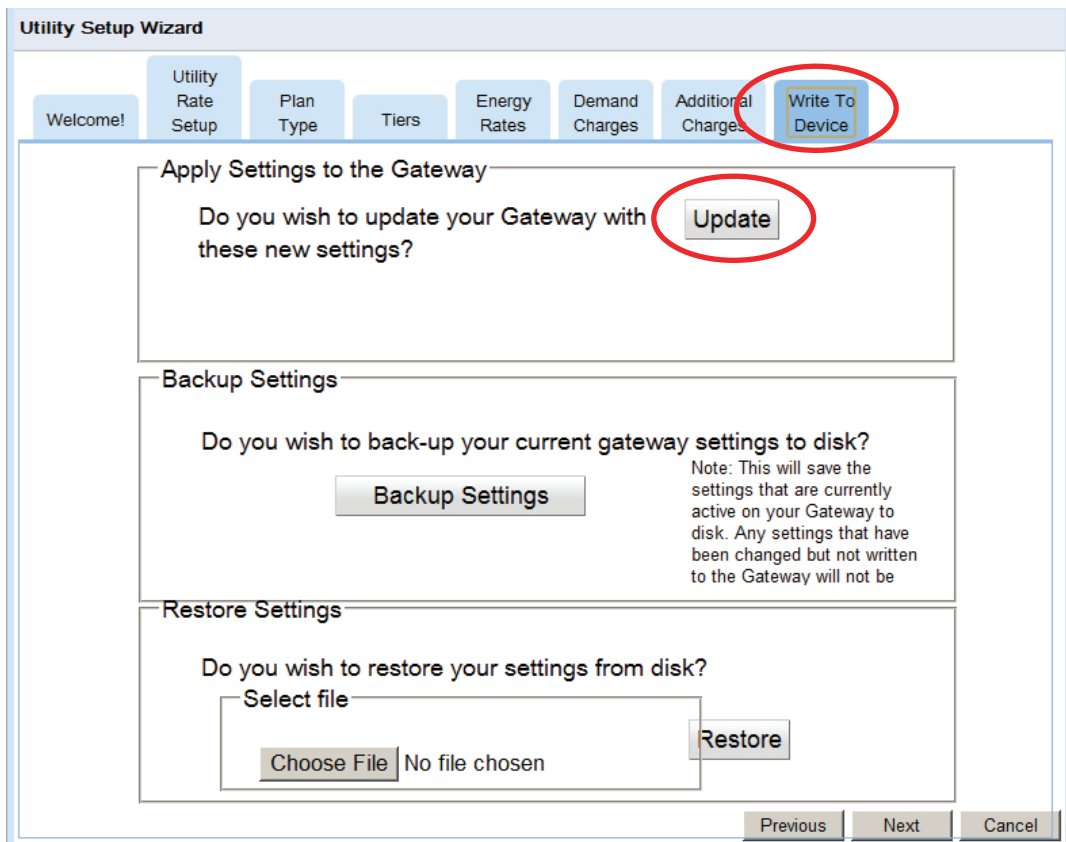 Utility Setup Wizard
Welcome!
Utility
Rate
Setup
Plan
Type
Tiers
Energy
Rates
Demand
Charges
Additional
Charges
Write To
Device
Apply Settings to the Gateway
Do you wish to update your Gateway with
these new settings?
Update
Backup Settings
Do you wish to back-up your current gateway settings to disk?
Backup Settings
Note: This will save the
settings that are currently
active on your Gateway to
disk. Any settings that have
been changed but not written
to the Gateway will not be
Restore Settings
Do you wish to restore your settings from disk?
Select file
Choose File No file chosen
Restore
Previous
Next
Cancel